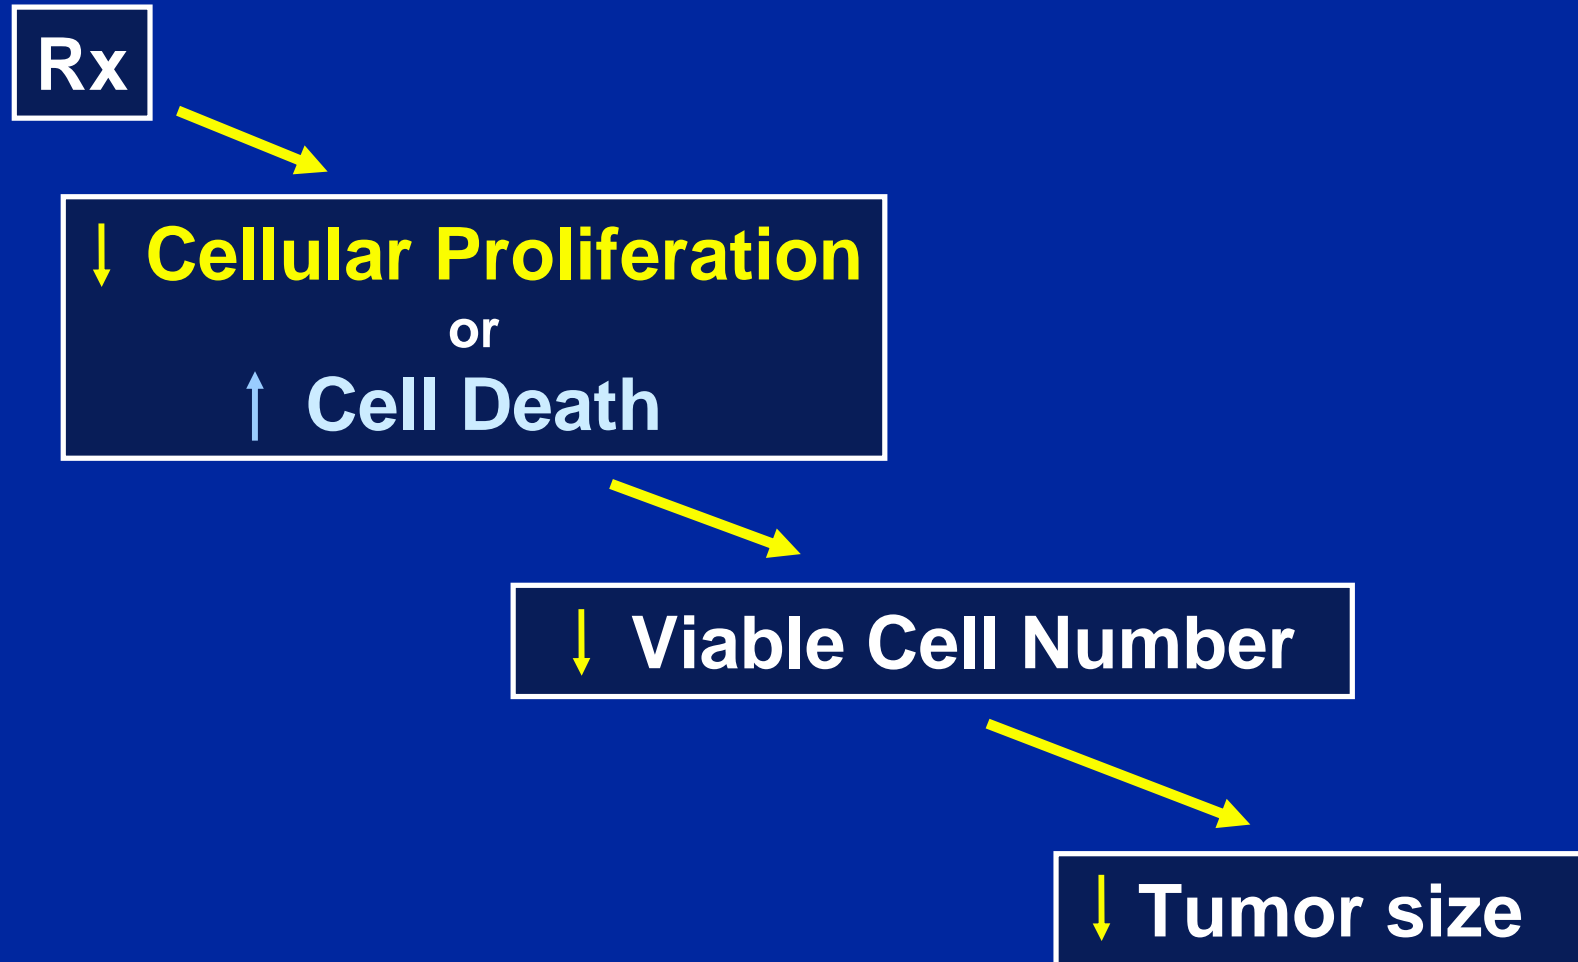 Rx
↓ Cellular Proliferation
or
↑ Cell Death
↓ Viable Cell Number
↓ Tumor size